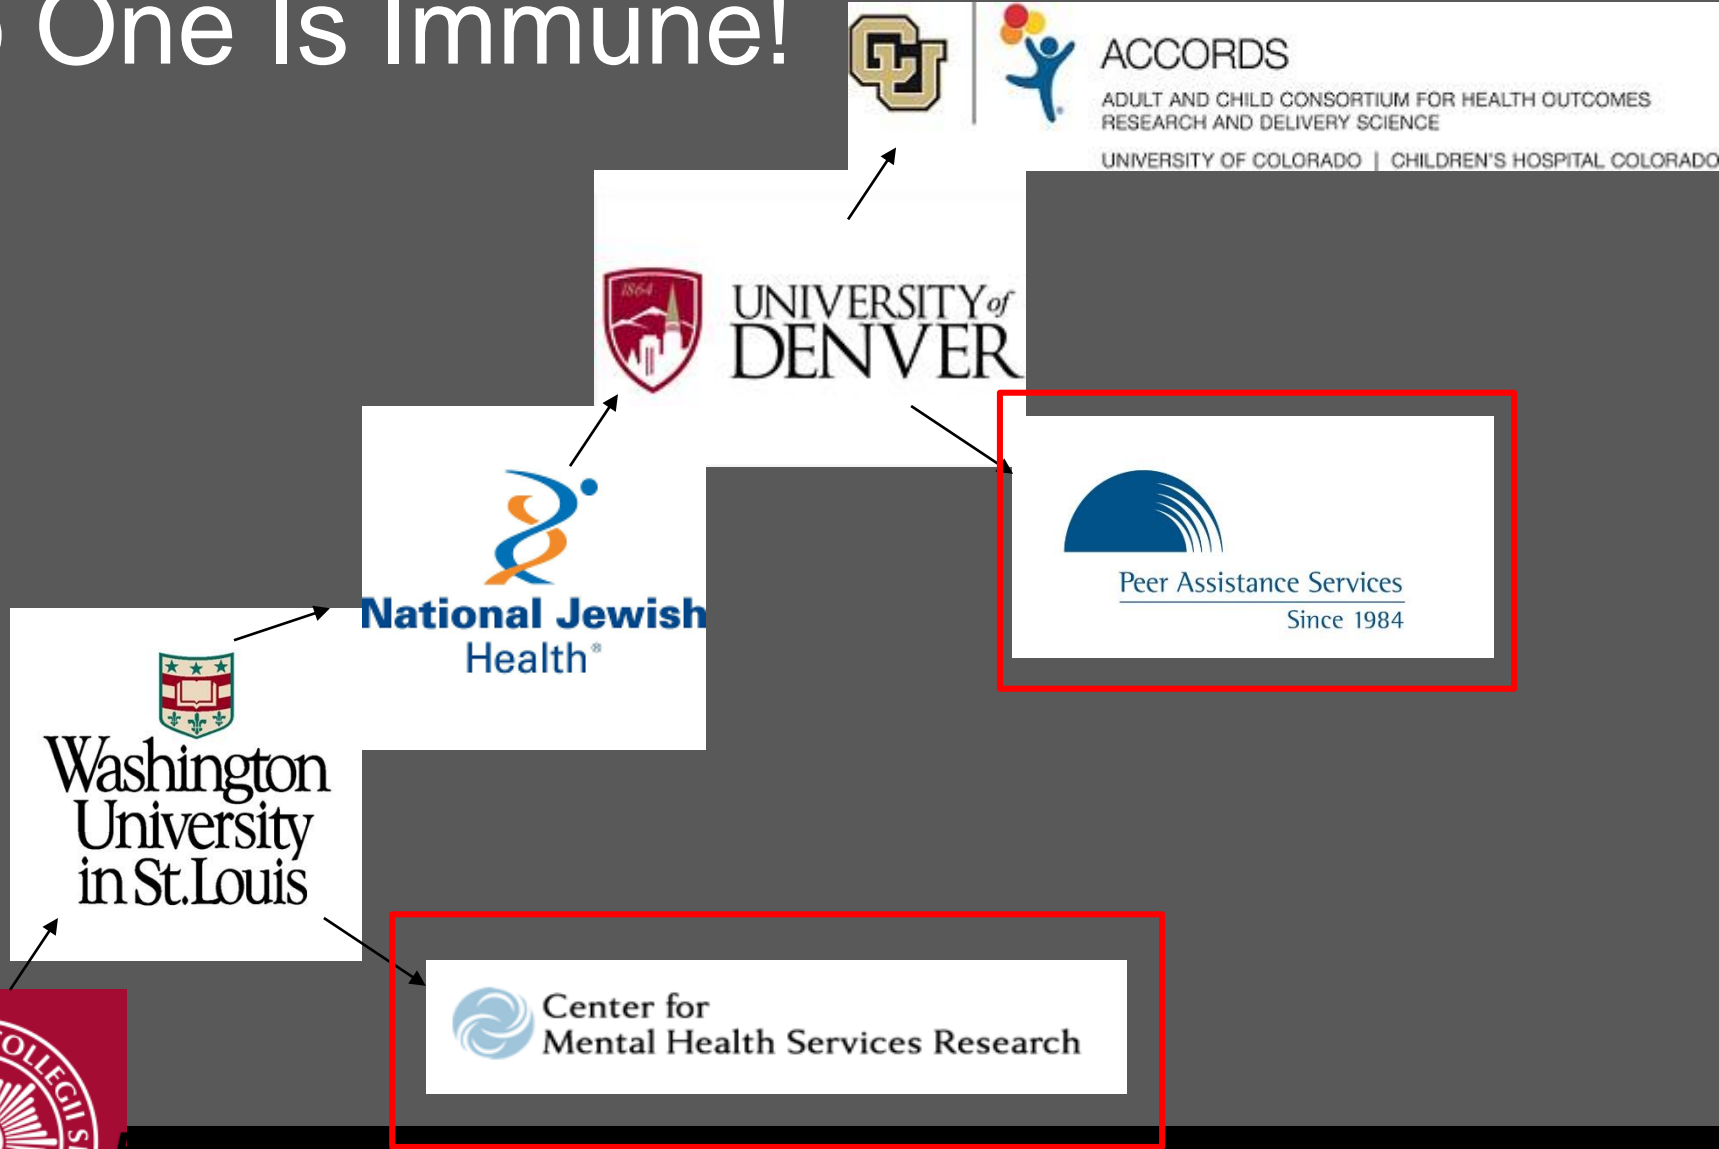 One Is Immune!
CU
ACCORDS
ADULT AND CHILD CONSORTIUM FOR HEALTH OUTCOMES
RESEARCH AND DELIVERY SCIENCE
UNIVERSITY OF COLORADO | CHILDREN'S HOSPITAL COLORADO
1864
UNIVERSITY of
DENVER
Peer Assistance Services
Since 1984
National Jewish
Health®
Washington
University
in St. Louis
Center for
Mental Health Services Research
COLLEGII